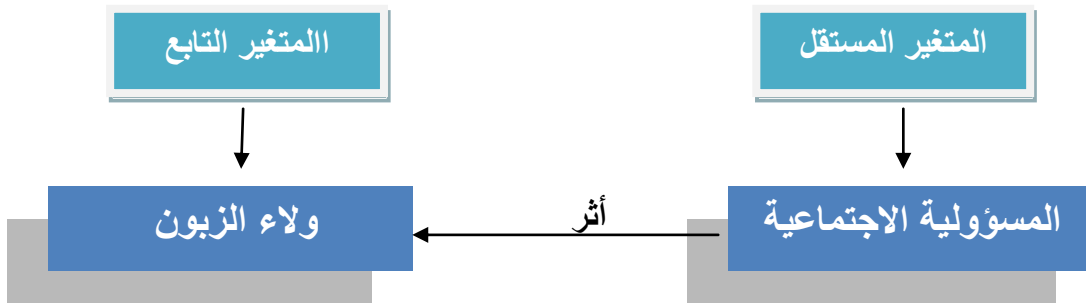 المتغير المستقل
االمتغير التابع
المسؤولية الاجتماعية
أثر
ولاء الزبون